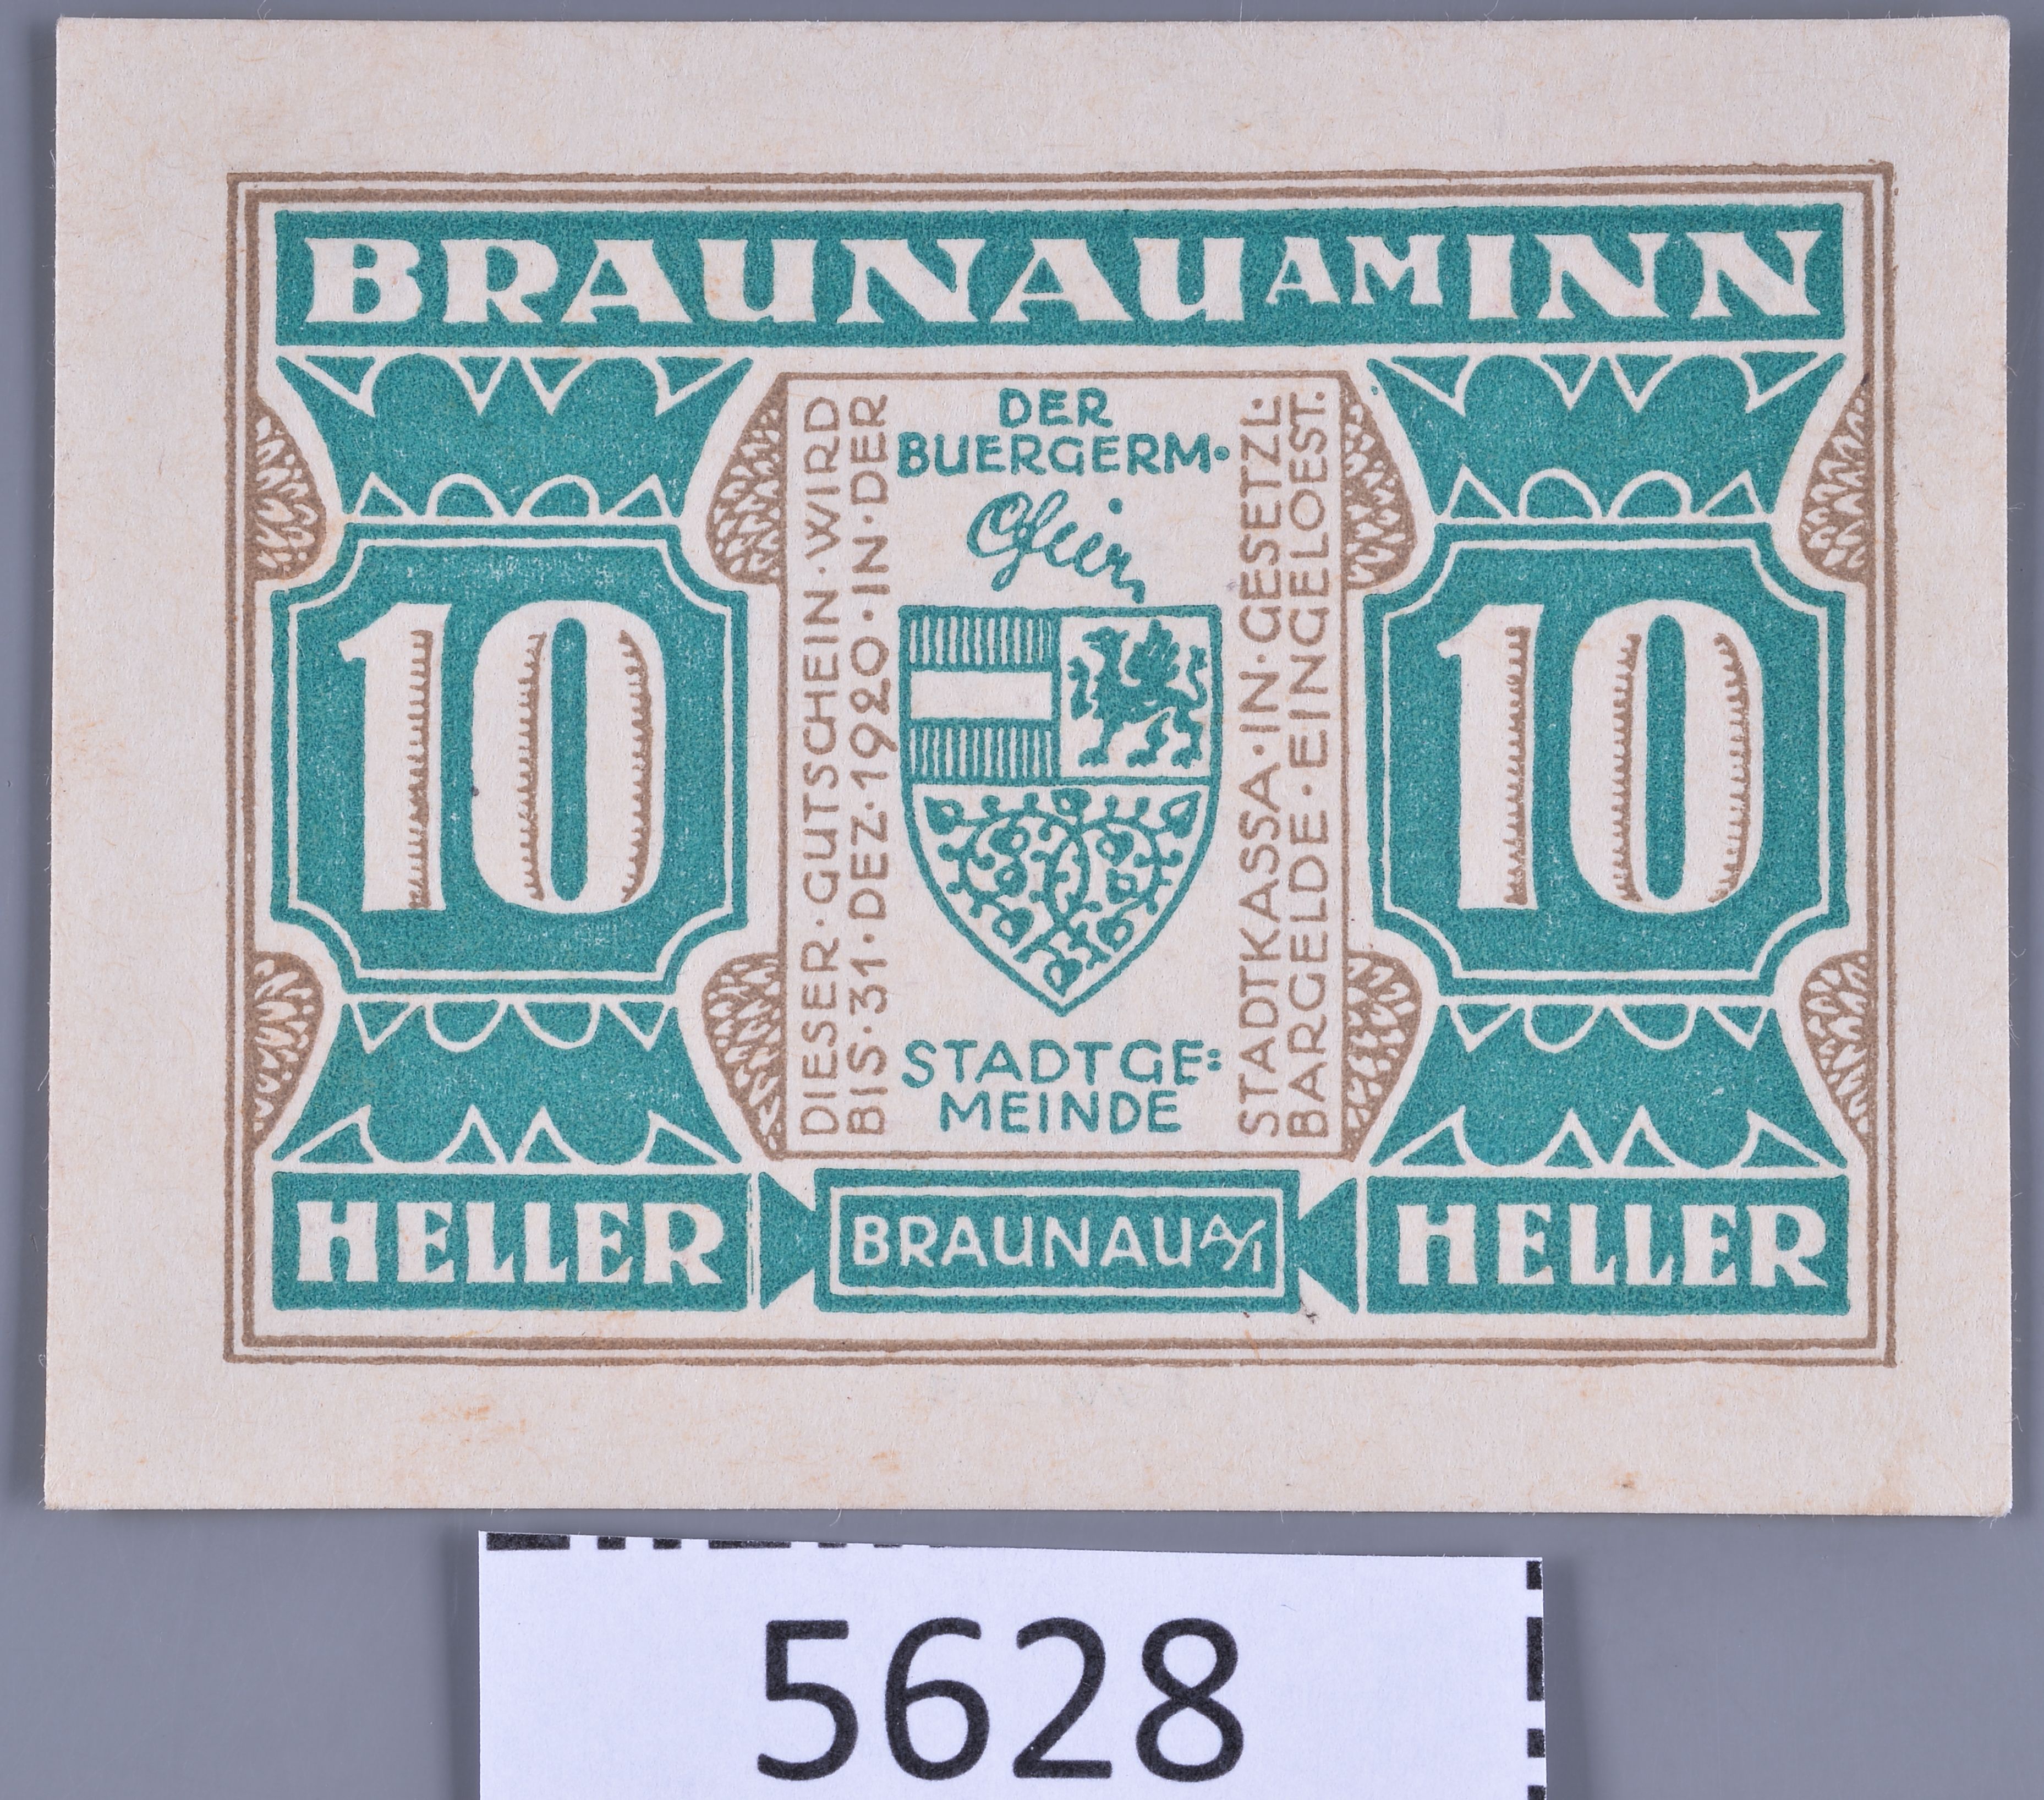 BRAUNAU AM INN
DIESER · GUTSCHEIN · WIRD
BIS · 31 · DEZ · 1920 · IN · DER
DER
BUERGERM·
STADTKASSA · IN · GESETZL:
BARGELDE · EINGELOEST:
10
10
STADTGE:
MEINDE
HELLER
BRAUNAU A/I
HELLER
5628